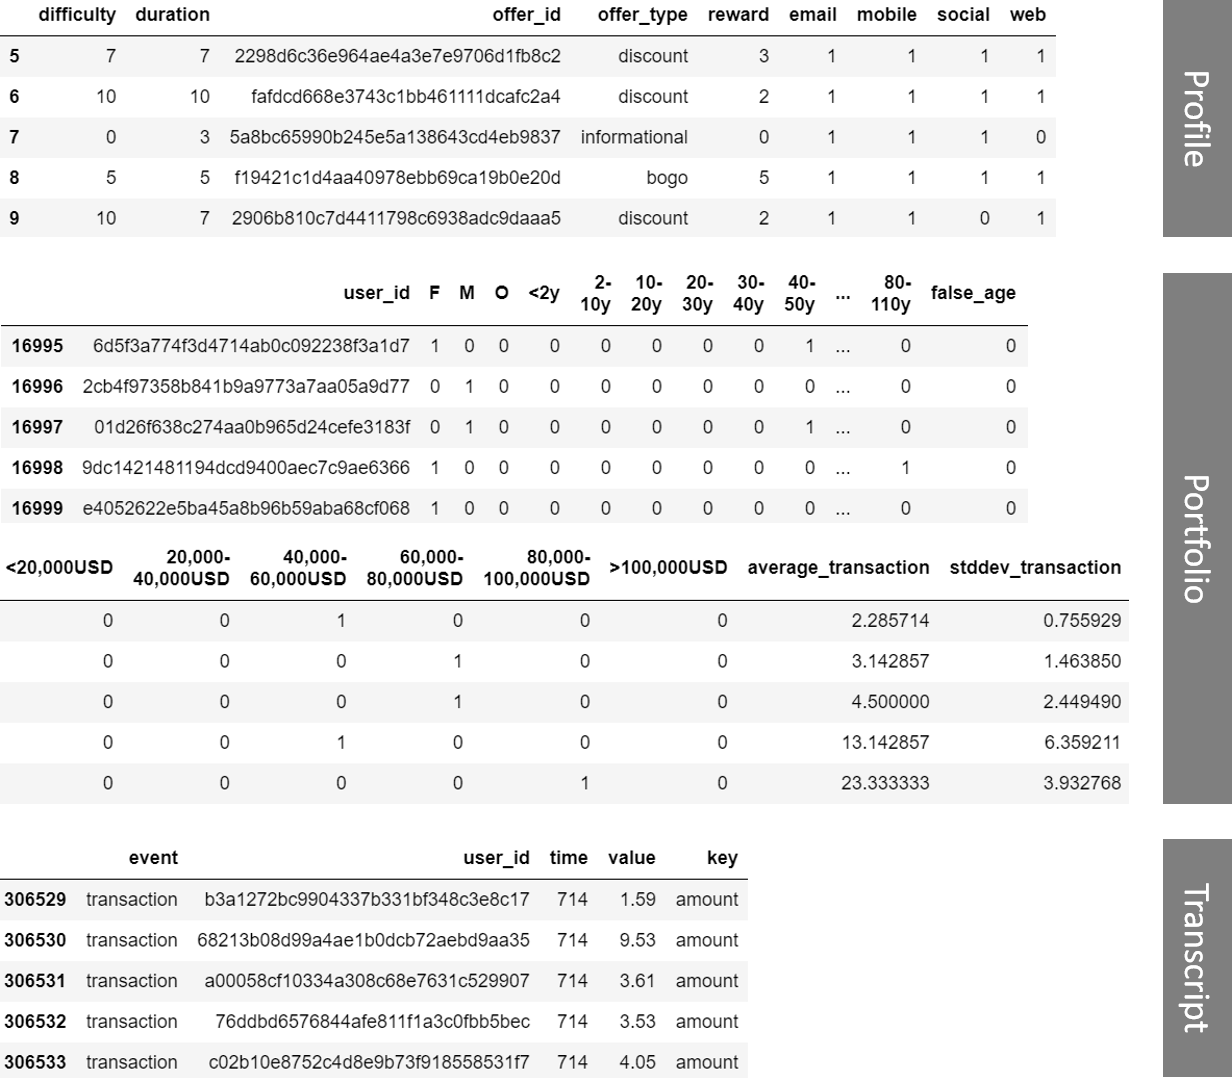 difficulty duration offer_id offer_type reward email mobile social web
5 7 7 2298d6c36e964ae4a3e7e9706d1fb8c2 discount 3 1 1 1 1
6 10 10 fafdcd668e3743c1bb461111dcafc2a4 discount 2 1 1 1 1
7 0 3 5a8bc65990b245e5a138643cd4eb9837 informational 0 1 1 1 0
8 5 5 f19421c1d4aa40978ebb69ca19b0e20d bogo 5 1 1 1 1
9 10 7 2906b810c7d4411798c6938adc9daaa5 discount 2 1 1 0 1
Profile
user_id F M O <2y 2-10y 10-20y 20-30y 30-40y 40-50y ... 80-110y false_age
16995 6d5f3a774f3d4714ab0c092238f3a1d7 1 0 0 0 0 0 0 0 1 ... 0 0
16996 2cb4f97358b841b9a9773a7aa05a9d77 0 1 0 0 0 0 0 0 0 ... 0 0
16997 01d26f638c274aa0b965d24cefe3183f 0 1 0 0 0 0 0 0 1 ... 0 0
16998 9dc1421481194dcd9400aec7c9ae6366 1 0 0 0 0 0 0 0 0 ... 1 0
16999 e4052622e5ba45a8b96b59aba68cf068 1 0 0 0 0 0 0 0 0 ... 0 0
<20,000USD 20,000-40,000USD 40,000-60,000USD 60,000-80,000USD 80,000-100,000USD >100,000USD average_transaction stddev_transaction
0 0 1 0 0 0 2.285714 0.755929
0 0 0 1 0 0 3.142857 1.463850
0 0 0 1 0 0 4.500000 2.449490
0 0 1 0 0 0 13.142857 6.359211
0 0 0 0 1 0 23.333333 3.932768
Portfolio
event user_id time value key
306529 transaction b3a1272bc9904337b331bf348c3e8c17 714 1.59 amount
306530 transaction 68213b08d99a4ae1b0dcb72aebd9aa35 714 9.53 amount
306531 transaction a00058cf10334a308c68e7631c529907 714 3.61 amount
306532 transaction 76ddbd6576844afe811f1a3c0fbb5bec 714 3.53 amount
306533 transaction c02b10e8752c4d8e9b73f918558531f7 714 4.05 amount
Transcript